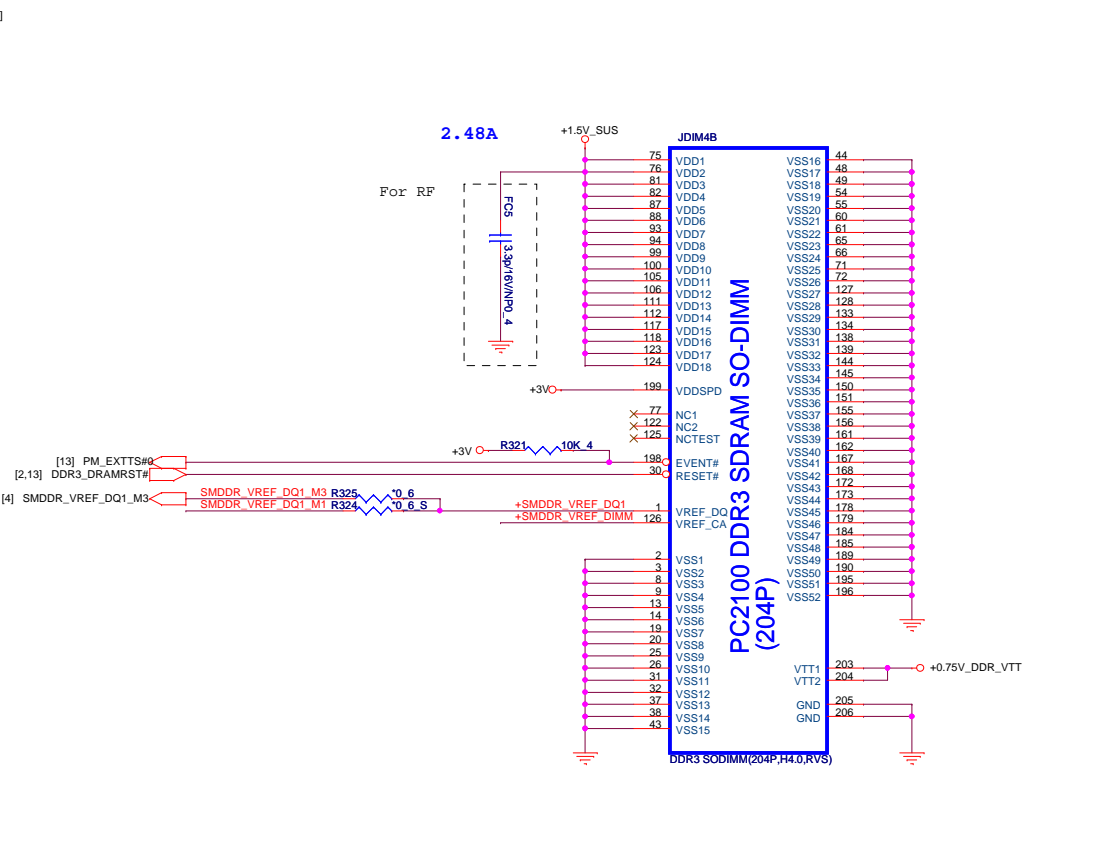 ]
2.48A
+1.5V_SUS
JDIM4B
For RF
FC5
3.3p/16V/NP0_4
75 VDD1
76 VDD2
81 VDD3
82 VDD4
87 VDD5
88 VDD6
93 VDD7
94 VDD8
99 VDD9
100 VDD10
105 VDD11
106 VDD12
111 VDD13
112 VDD14
117 VDD15
118 VDD16
123 VDD17
124 VDD18
+3V 199 VDDSPD
77 NC1
122 NC2
125 NCTEST
+3V R321 10K_4
[13] PM_EXTTS#0 198 EVENT#
[2,13] DDR3_DRAMRST# 30 RESET#
[4] SMDDR_VREF_DQ1_M3 SMDDR_VREF_DQ1_M3 R325 *0_6
SMDDR_VREF_DQ1_M1 R324 *0_6_S
+SMDDR_VREF_DQ1 1 VREF_DQ
+SMDDR_VREF_DIMM 126 VREF_CA
2 VSS1
3 VSS2
8 VSS3
9 VSS4
13 VSS5
14 VSS6
19 VSS7
20 VSS8
25 VSS9
26 VSS10
31 VSS11
32 VSS12
37 VSS13
38 VSS14
43 VSS15
PC2100 DDR3 SDRAM SO-DIMM
(204P)
VSS16 44
VSS17 48
VSS18 49
VSS19 54
VSS20 55
VSS21 60
VSS22 61
VSS23 65
VSS24 66
VSS25 71
VSS26 72
VSS27 127
VSS28 128
VSS29 133
VSS30 134
VSS31 138
VSS32 139
VSS33 144
VSS34 145
VSS35 150
VSS36 151
VSS37 155
VSS38 156
VSS39 161
VSS40 162
VSS41 167
VSS42 168
VSS43 172
VSS44 173
VSS45 178
VSS46 179
VSS47 184
VSS48 185
VSS49 189
VSS50 190
VSS51 195
VSS52 196
VTT1 203 +0.75V_DDR_VTT
VTT2 204
GND 205
GND 206
DDR3 SODIMM(204P,H4.0,RVS)